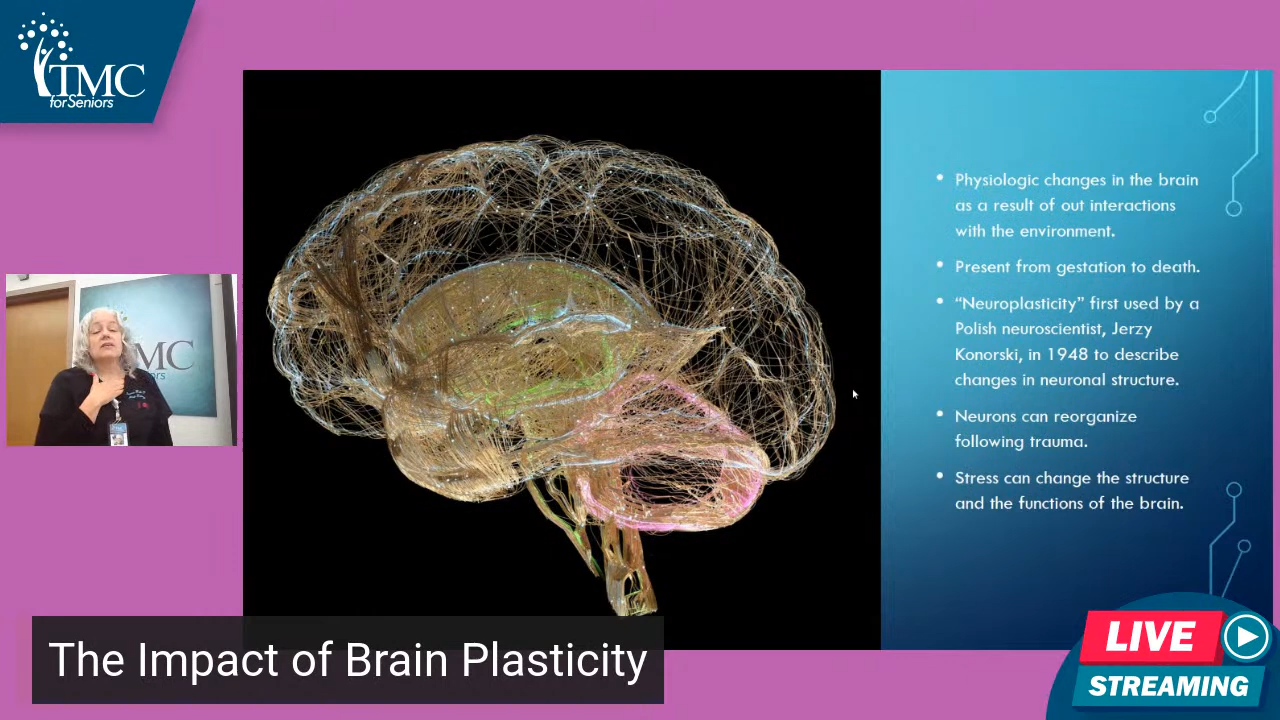 TMC
for Seniors
MC
ors
• Physiologic changes in the brain
as a result of out interactions
with the environment.
• Present from gestation to death.
• “Neuroplasticity” first used by a
Polish neuroscientist, Jerzy
Konorski, in 1948 to describe
changes in neuronal structure.
• Neurons can reorganize
following trauma.
• Stress can change the structure
and the functions of the brain.
The Impact of Brain Plasticity
LIVE
STREAMING